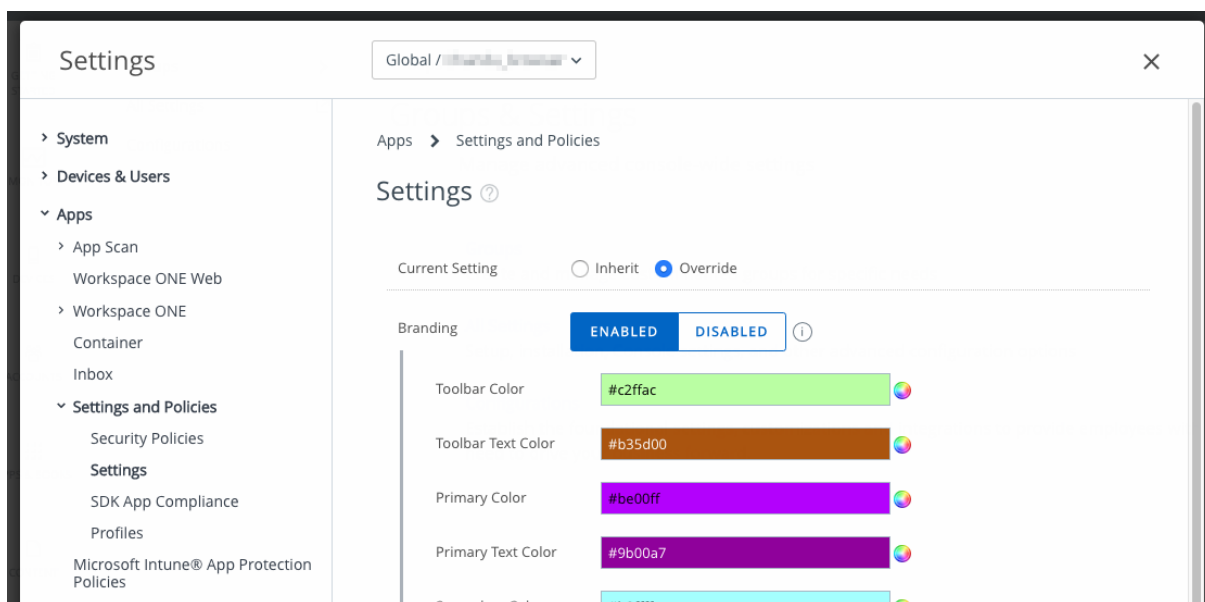 Settings
Global /
System
Devices & Users
Apps
App Scan
Workspace ONE Web
Workspace ONE
Container
Inbox
Settings and Policies
Security Policies
Settings
SDK App Compliance
Profiles
Microsoft Intune® App Protection
Policies
Apps > Settings and Policies
Settings
Current Setting Inherit Override
Branding ENABLED DISABLED
Toolbar Color #c2ffac
Toolbar Text Color #b35d00
Primary Color #be00ff
Primary Text Color #9b00a7